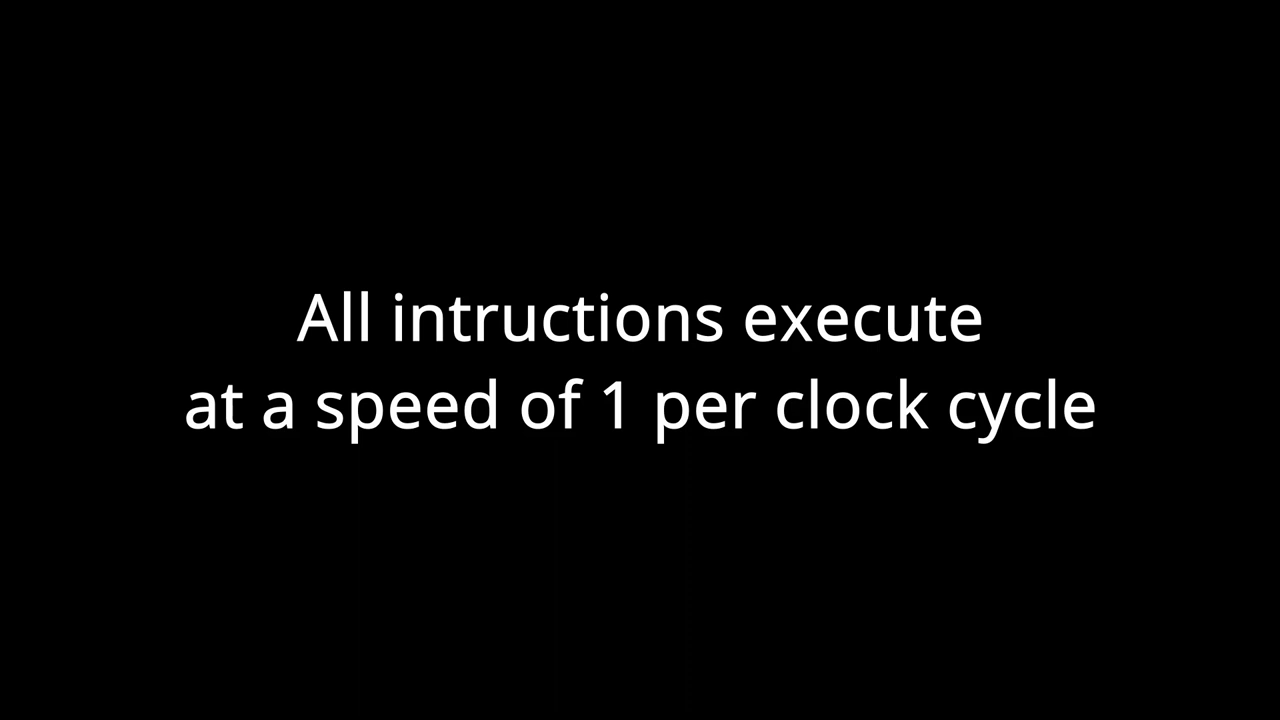 All intructions execute
at a speed of 1 per clock cycle